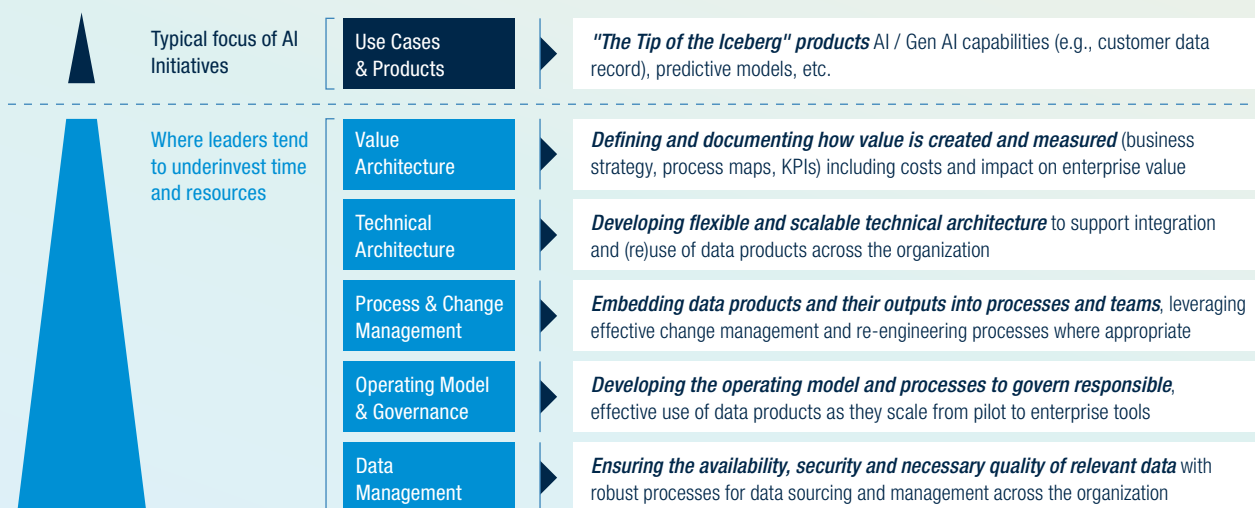 Typical focus of AI
Initiatives
Use Cases
& Products
"The Tip of the Iceberg" products AI / Gen AI capabilities (e.g., customer data
record), predictive models, etc.
Where leaders tend
to underinvest time
and resources
Value
Architecture
Defining and documenting how value is created and measured (business
strategy, process maps, KPIs) including costs and impact on enterprise value
Technical
Architecture
Developing flexible and scalable technical architecture to support integration
and (re)use of data products across the organization
Process & Change
Management
Embedding data products and their outputs into processes and teams, leveraging
effective change management and re-engineering processes where appropriate
Operating Model
& Governance
Developing the operating model and processes to govern responsible,
effective use of data products as they scale from pilot to enterprise tools
Data
Management
Ensuring the availability, security and necessary quality of relevant data with
robust processes for data sourcing and management across the organization